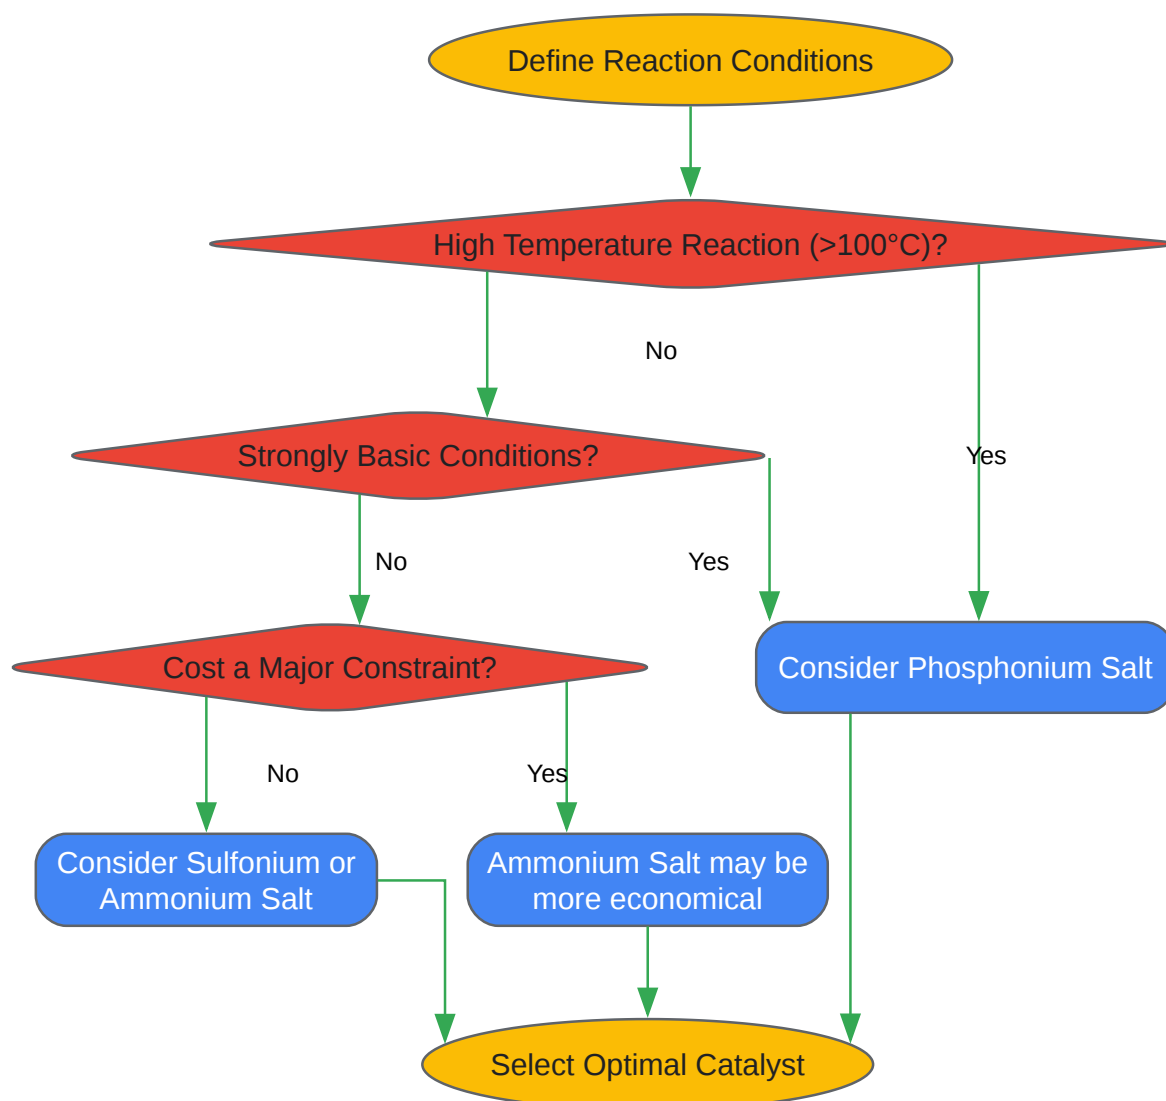 Define Reaction Conditions
High Temperature Reaction (>100°C)?
No
Strongly Basic Conditions?
Yes
No
Yes
Cost a Major Constraint?
Consider Phosphonium Salt
No
Yes
Consider Sulfonium or
Ammonium Salt
Ammonium Salt may be
more economical
Select Optimal Catalyst